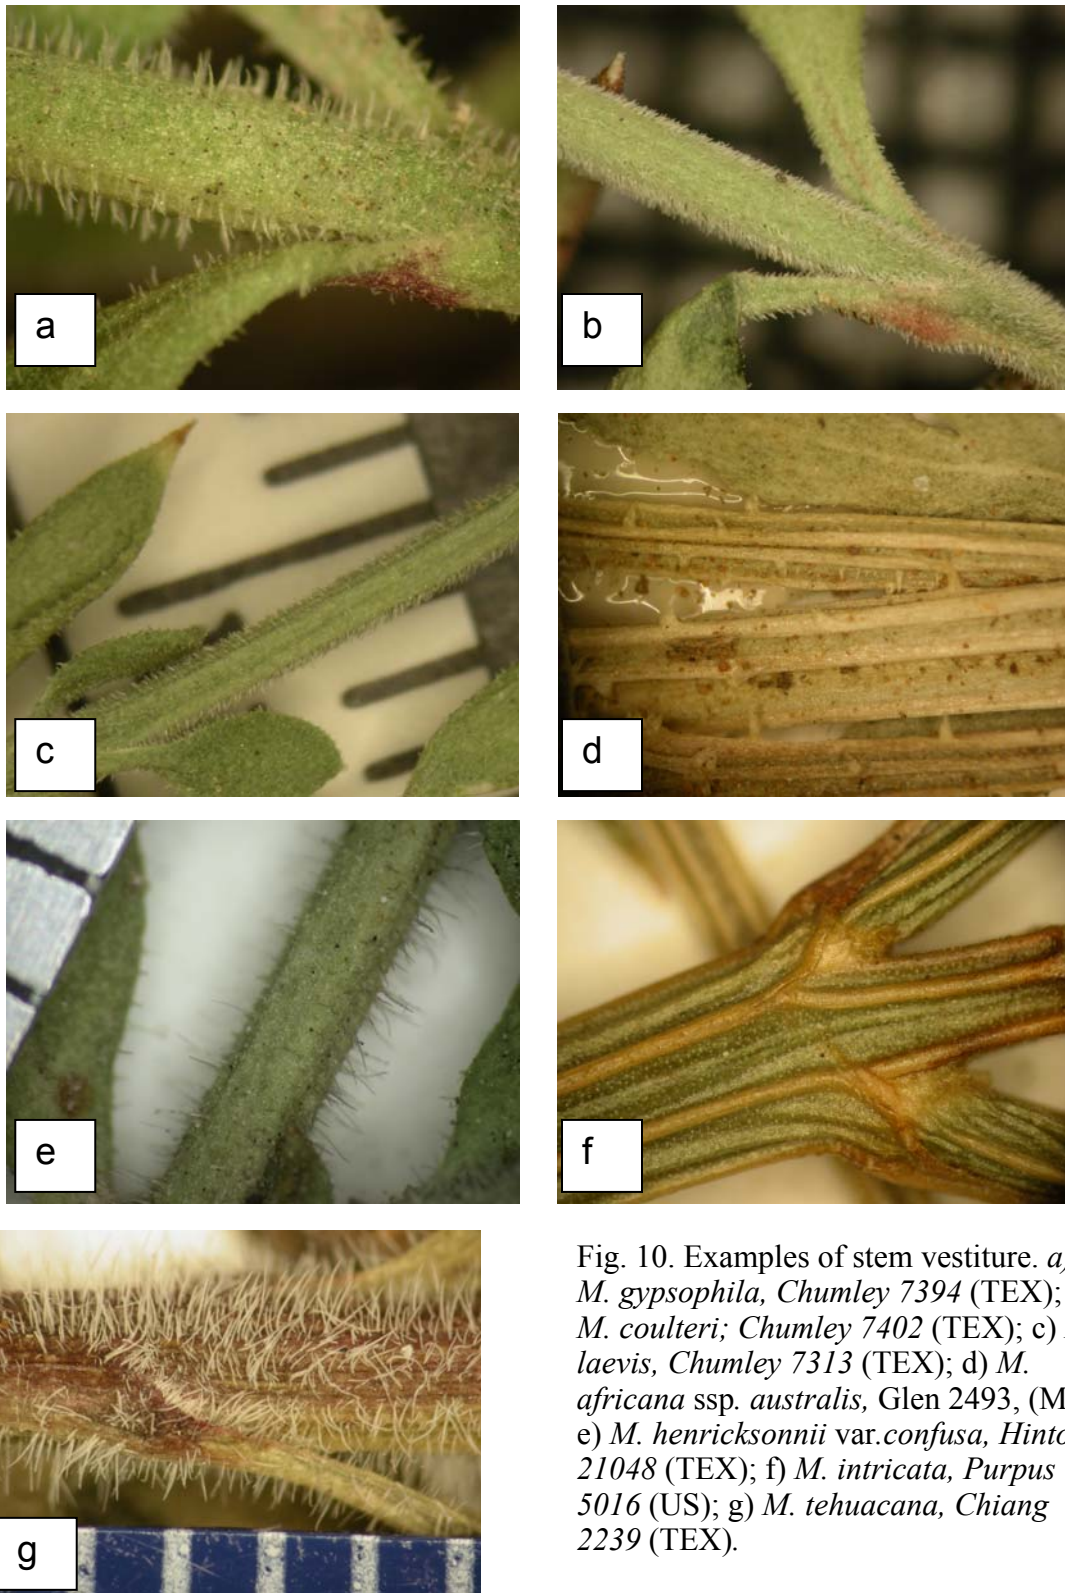 a
b
c
d
e
f
g
Fig. 10. Examples of stem vestiture. a)
M. gypsophila, Chumley 7394 (TEX);
M. coulteri; Chumley 7402 (TEX); c)
laevis, Chumley 7313 (TEX); d) M.
africana ssp. australis, Glen 2493, (M
e) M. henricksonnii var.confusa, Hinto
21048 (TEX); f) M. intricata, Purpus
5016 (US); g) M. tehuacana, Chiang
2239 (TEX).